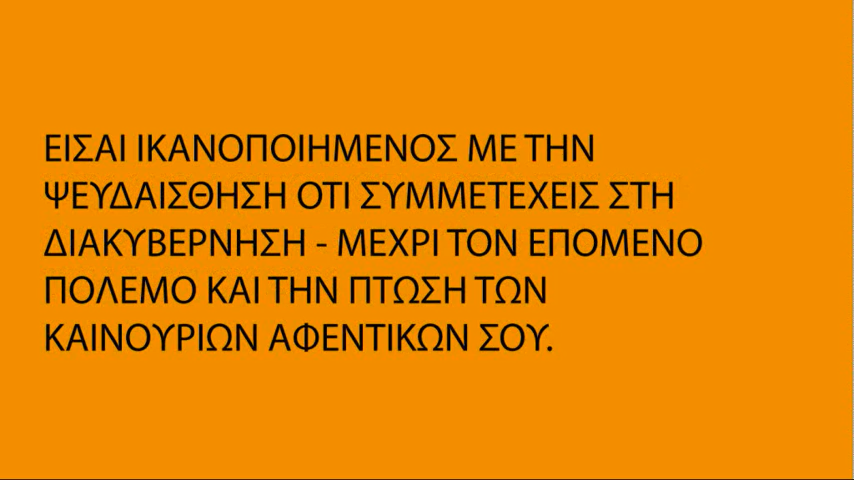 ΕΙΣΑΙ ΙΚΑΝΟΠΟΙΗΜΕΝΟΣ ΜΕ ΤΗΝ
ΨΕΥΔΑΙΣΘΗΣΗ ΟΤΙ ΣΥΜΜΕΤΕΧΕΙΣ ΣΤΗ
ΔΙΑΚΥΒΕΡΝΗΣΗ - ΜΕΧΡΙ ΤΟΝ ΕΠΟΜΕΝΟ
ΠΟΛΕΜΟ ΚΑΙ ΤΗΝ ΠΤΩΣΗ ΤΩΝ
ΚΑΙΝΟΥΡΙΩΝ ΑΦΕΝΤΙΚΩΝ ΣΟΥ.